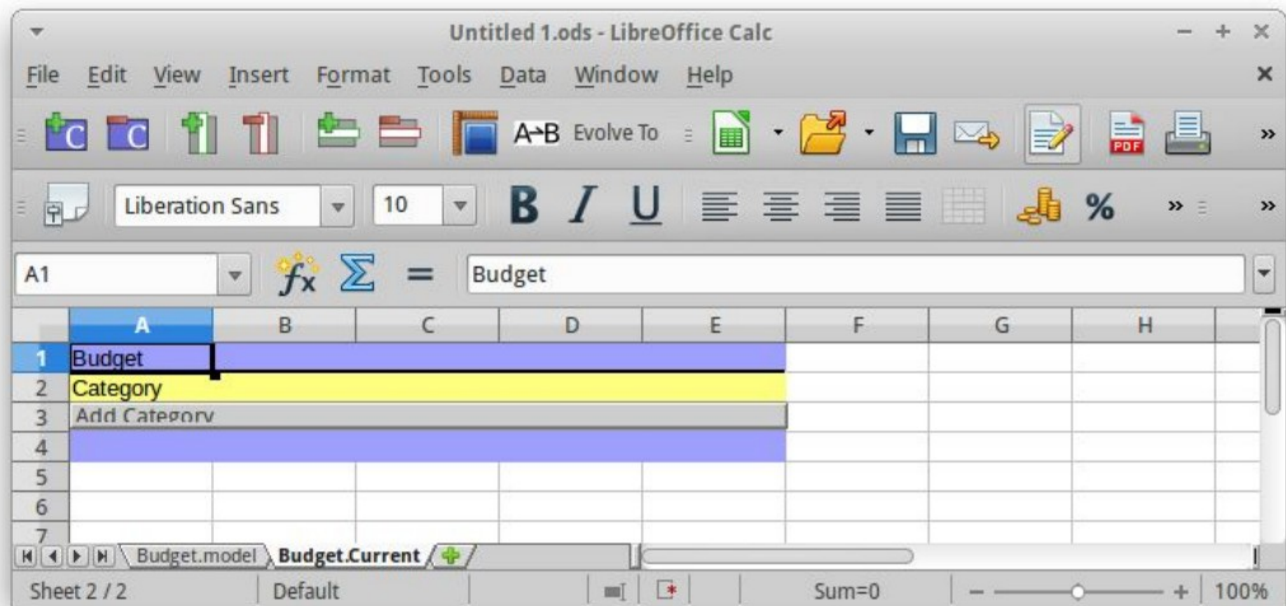 Untitled 1.ods - LibreOffice Calc
File Edit View Insert Format Tools Data Window Help
C C A→B Evolve To PDF »
Liberation Sans 10 B I U % » »
A1 fx Σ = Budget
A B C D E F G H
1 Budget
2 Category
3 Add Category
4
5
6
7
Budget.model Budget.Current
Sheet 2 / 2 Default Sum=0 100%